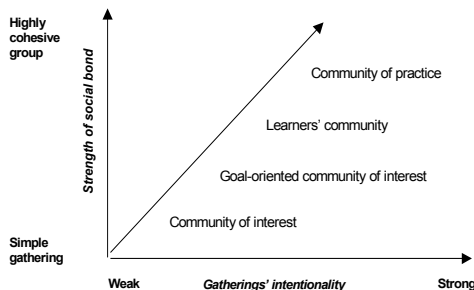 Highly
cohesive
group
Strength of social bond
Community of practice
Learners' community
Goal-oriented community of interest
Community of interest
Simple
gathering
Weak
Gatherings' intentionality
Strong